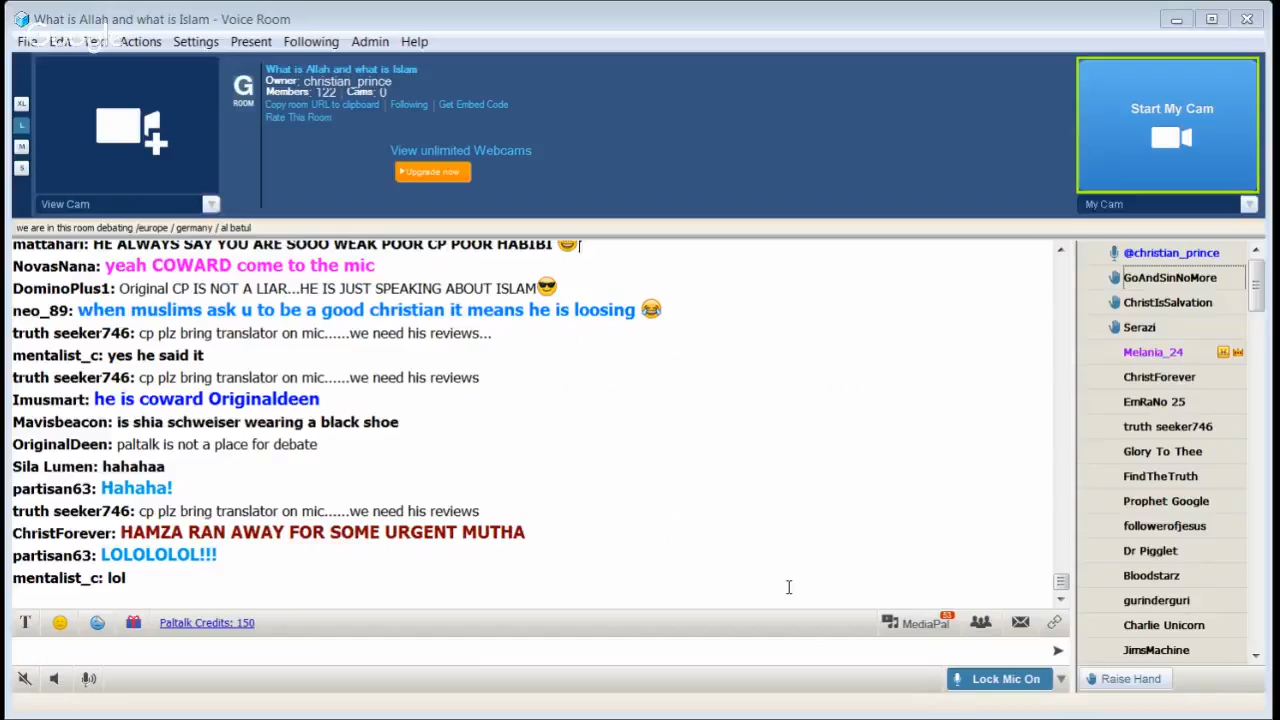 What is Allah and what is Islam - Voice Room
Google
File Edit Text Actions Settings Present Following Admin Help
XL
L
M
S
G
ROOM
What is Allah and what is Islam
Owner: christian_prince
Members: 122 Cams: 0
Copy room URL to clipboard | Following | Get Embed Code
Rate This Room
View unlimited Webcams
Upgrade now
Start My Cam
View Cam
My Cam
we are in this room debating /europe / germany / al batul
mattahari: HE ALWAYS SAY YOU ARE SOOO WEAK POOR CP POOR HABIBI
NovasNana: yeah COWARD come to the mic
DominoPlus1: Original CP IS NOT A LIAR...HE IS JUST SPEAKING ABOUT ISLAM
neo_89: when muslims ask u to be a good christian it means he is loosing
truth seeker746: cp plz bring translator on mic......we need his reviews...
mentalist_c: yes he said it
truth seeker746: cp plz bring translator on mic......we need his reviews
Imusmart: he is coward Originaldeen
Mavisbeacon: is shia schweiser wearing a black shoe
OriginalDeen: paltalk is not a place for debate
Sila Lumen: hahahaa
partisan63: Hahaha!
truth seeker746: cp plz bring translator on mic......we need his reviews
ChristForever: HAMZA RAN AWAY FOR SOME URGENT MUTHA
partisan63: LOLOLOLOL!!!
mentalist_c: lol
@christian_prince
GoAndSinNoMore
ChristIsSalvation
Serazi
Melania_24
ChristForever
EmRaNo 25
truth seeker746
Glory To Thee
FindTheTruth
Prophet Google
followerofjesus
Dr Pigglet
Bloodstarz
gurinderguri
Charlie Unicorn
JimsMachine
T
Paltalk Credits: 150
MediaPal
53
Lock Mic On
Raise Hand